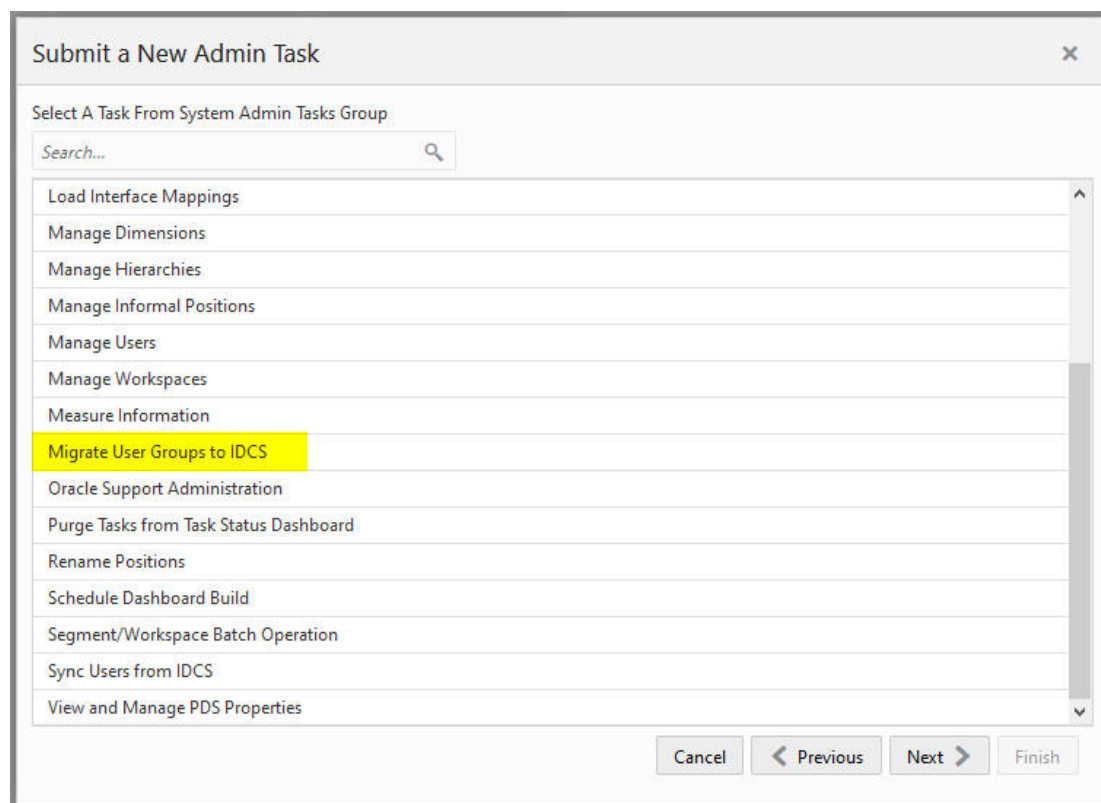 Submit a New Admin Task
Select A Task From System Admin Tasks Group
Search...
Load Interface Mappings
Manage Dimensions
Manage Hierarchies
Manage Informal Positions
Manage Users
Manage Workspaces
Measure Information
Migrate User Groups to IDCS
Oracle Support Administration
Purge Tasks from Task Status Dashboard
Rename Positions
Schedule Dashboard Build
Segment/Workspace Batch Operation
Sync Users from IDCS
View and Manage PDS Properties
Cancel Previous Next Finish